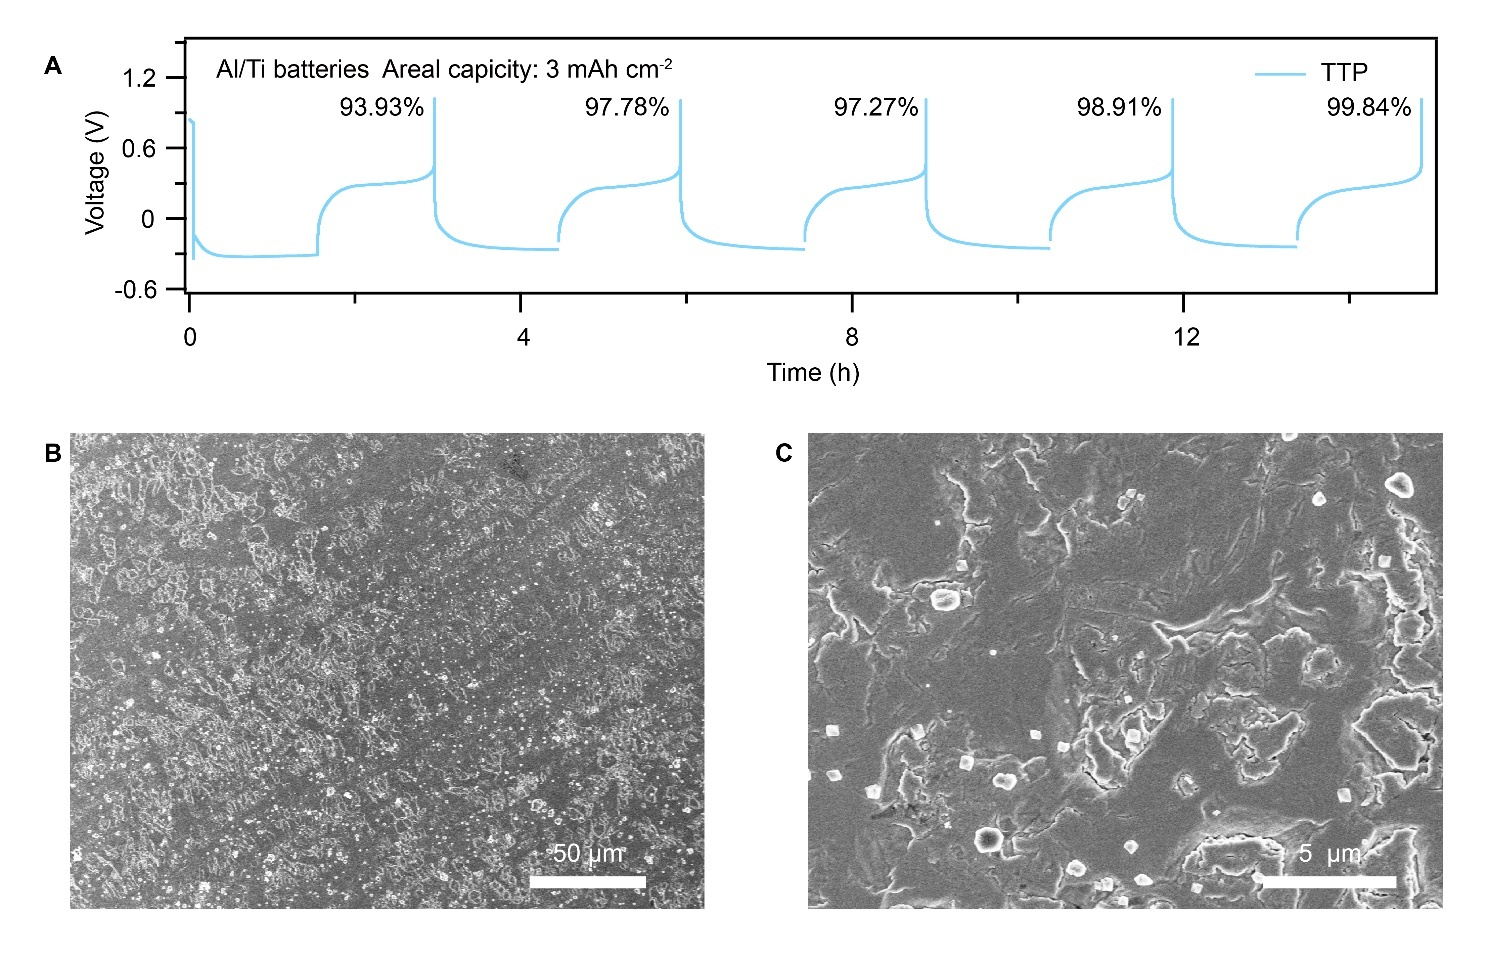 A
Al/Ti batteries Areal capicity: 3 mAh cm-2
TTP
93.93%
97.78%
97.27%
98.91%
99.84%
Voltage (V)
1.2
0.6
0
-0.6
0
4
8
12
Time (h)
B
50 µm
C
5 µm